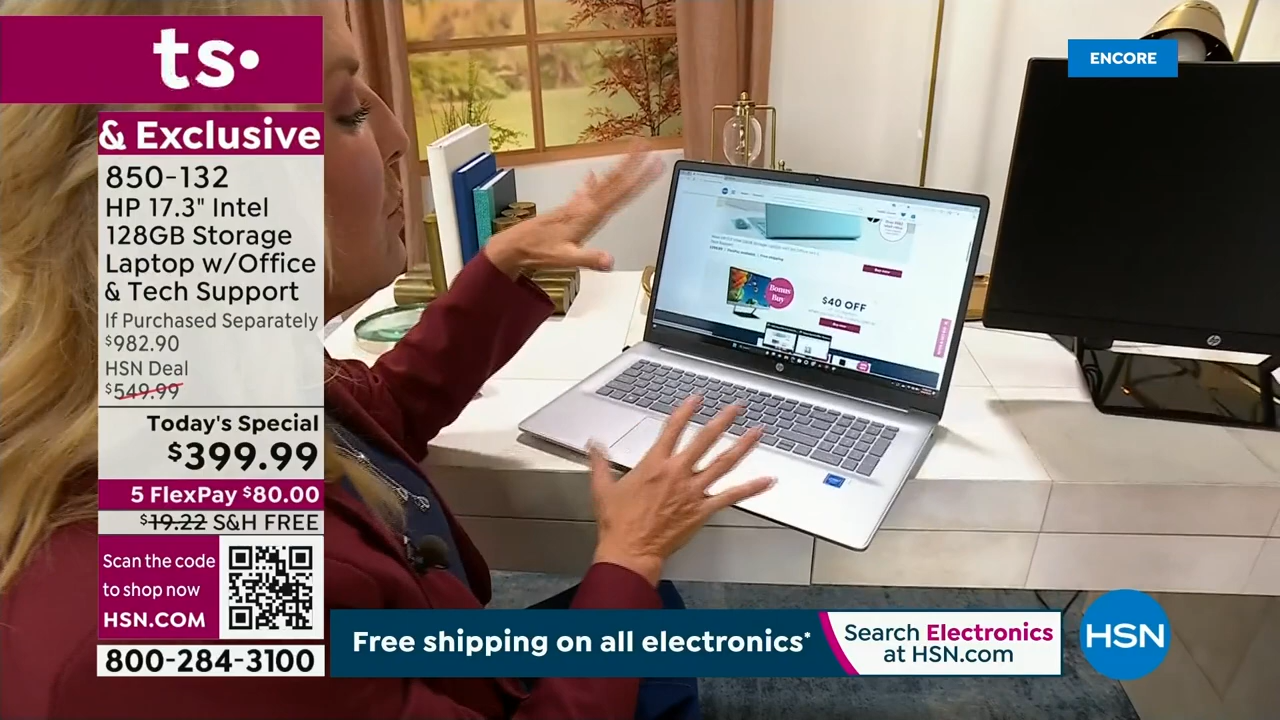 ts.
& Exclusive
850-132
HP 17.3" Intel
128GB Storage
Laptop w/Office
& Tech Support
If Purchased Separately
$982.90
HSN Deal
$549.99
Today's Special
$399.99
5 FlexPay $80.00
$19.22 S&H FREE
Scan the code
to shop now
HSN.COM
800-284-3100
ENCORE
Bonus
Buy
$40 OFF
Free shipping on all electronics*
Search Electronics
at HSN.com
HSN